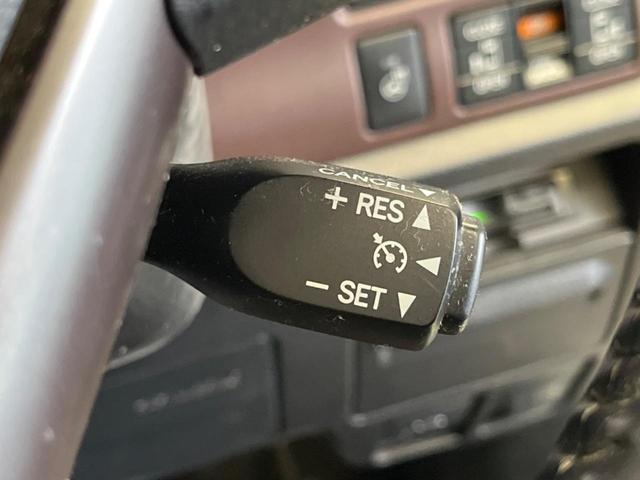 CANCEL ▼
+ RES ▲
◀
− SET ▼